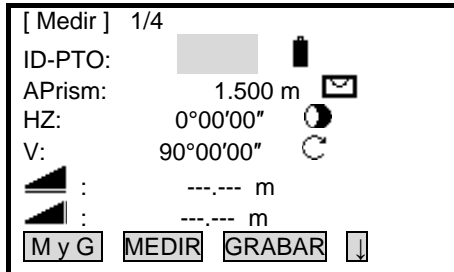 [ Medir ] 1/4
ID-PTO:
APrism: 1.500 m
HZ: 0°00′00″
V: 90°00′00″
: ---.--- m
: ---.--- m
M y G MEDIR GRABAR ↓